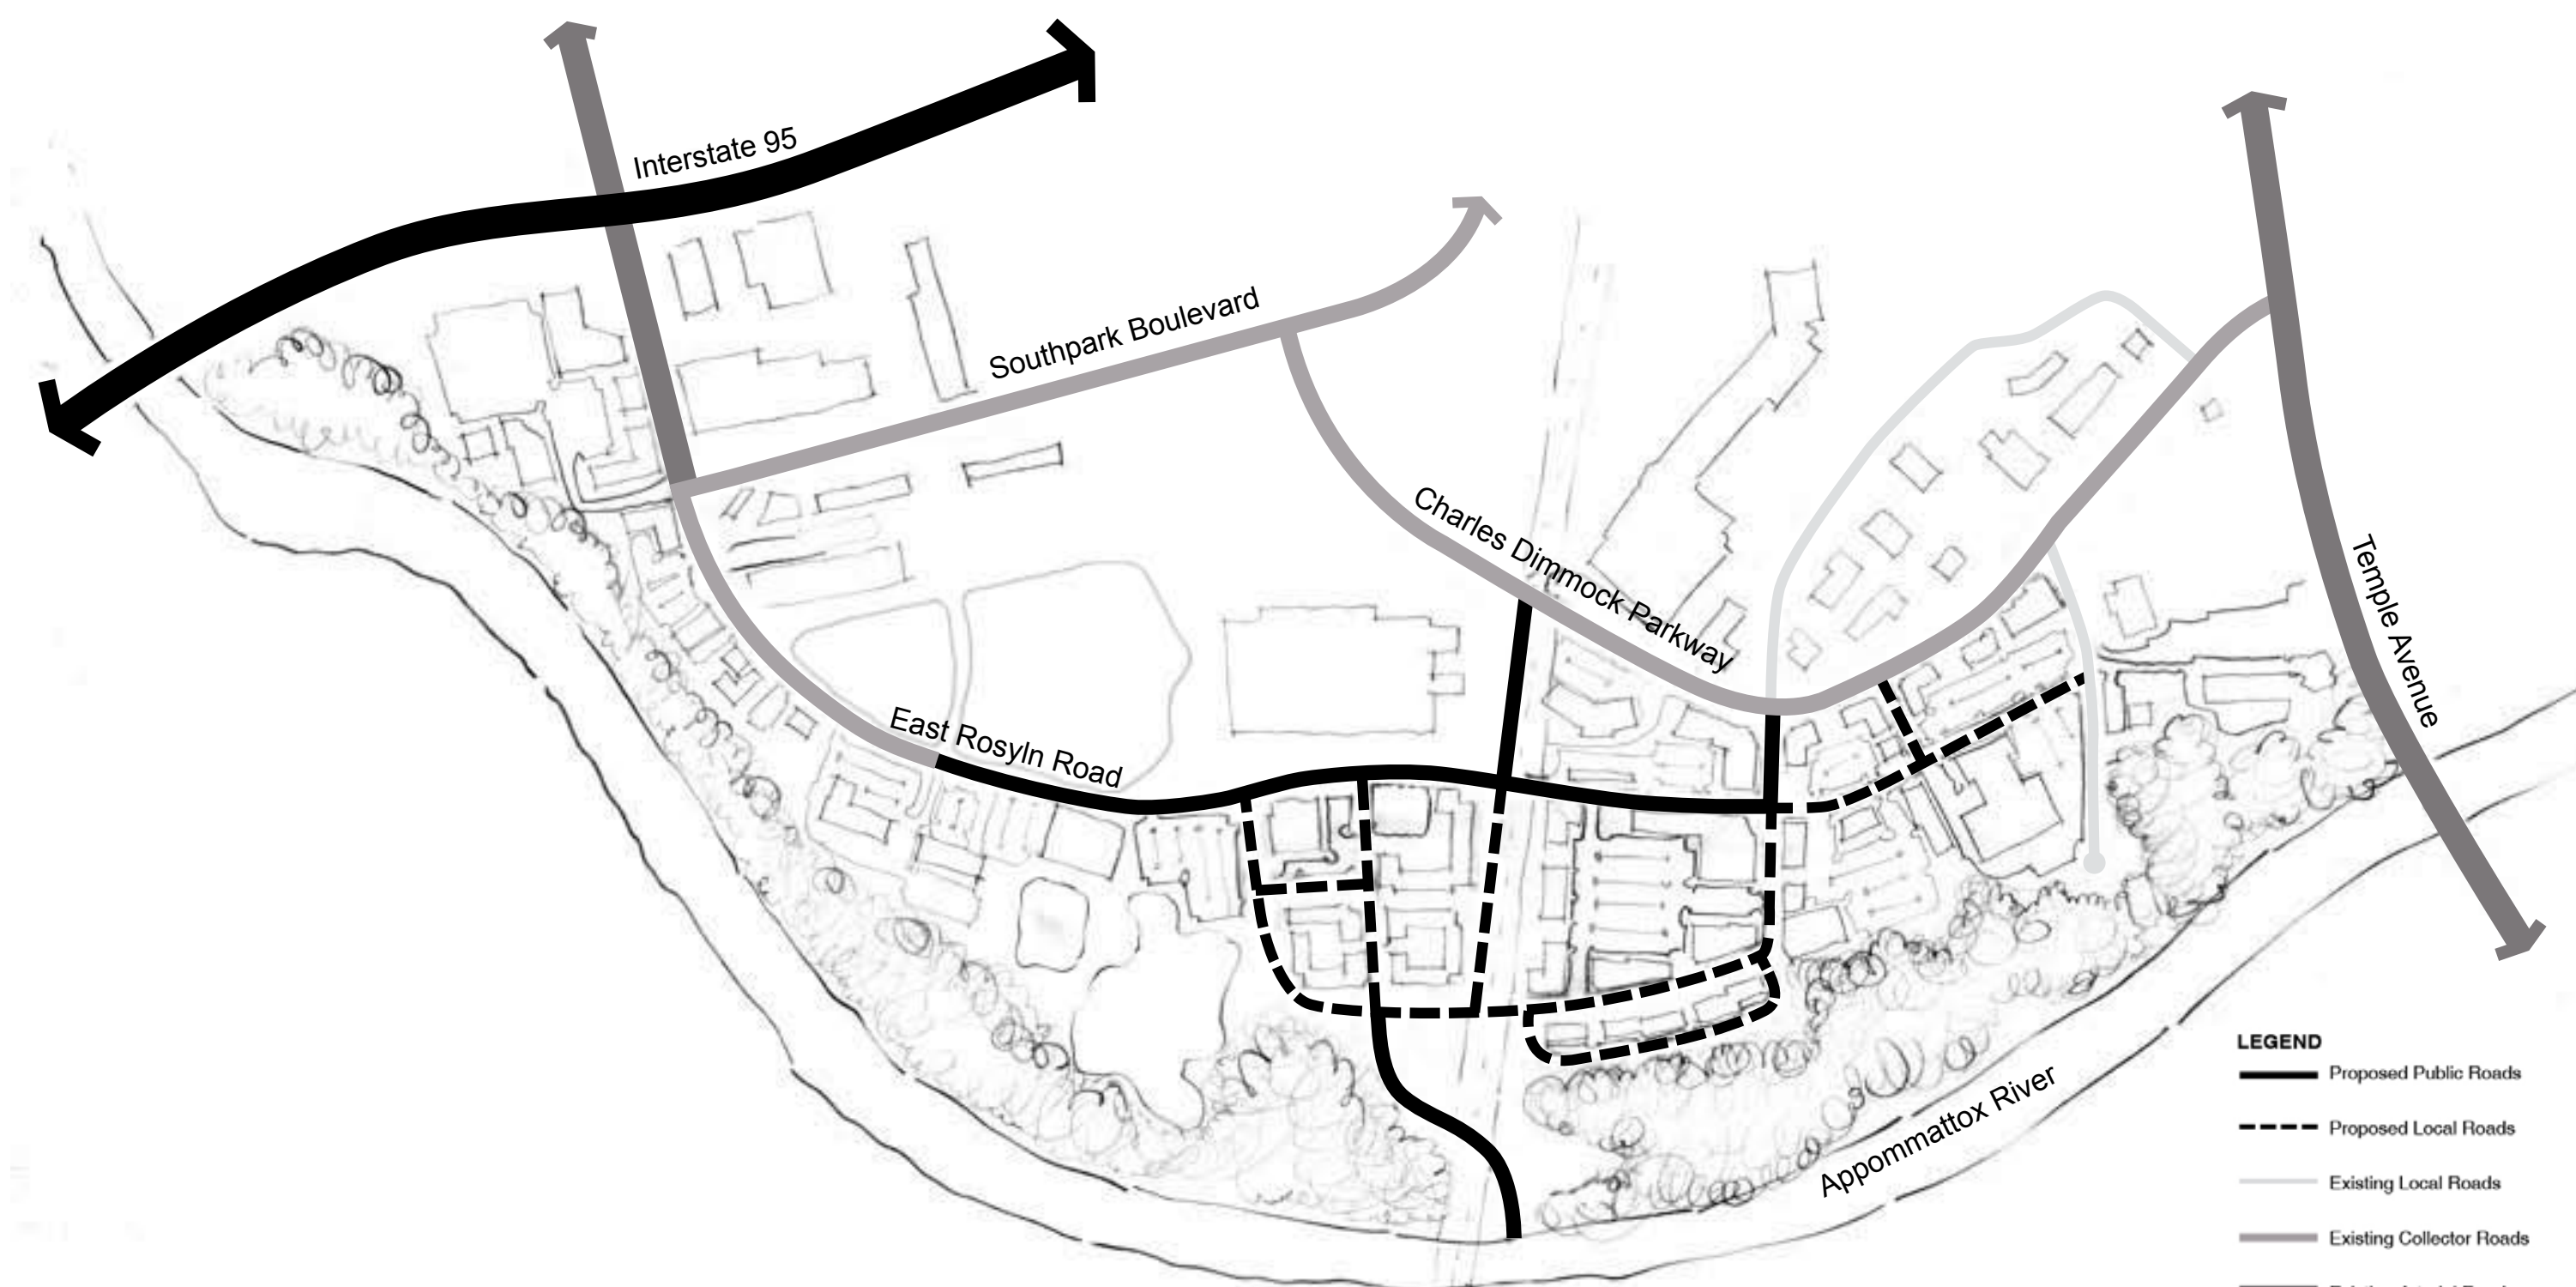 Interstate 95
Southpark Boulevard
Charles Dimmock Parkway
Temple Avenue
East Rosyln Road
Appommattox River
LEGEND
Proposed Public Roads
Proposed Local Roads
Existing Local Roads
Existing Collector Roads